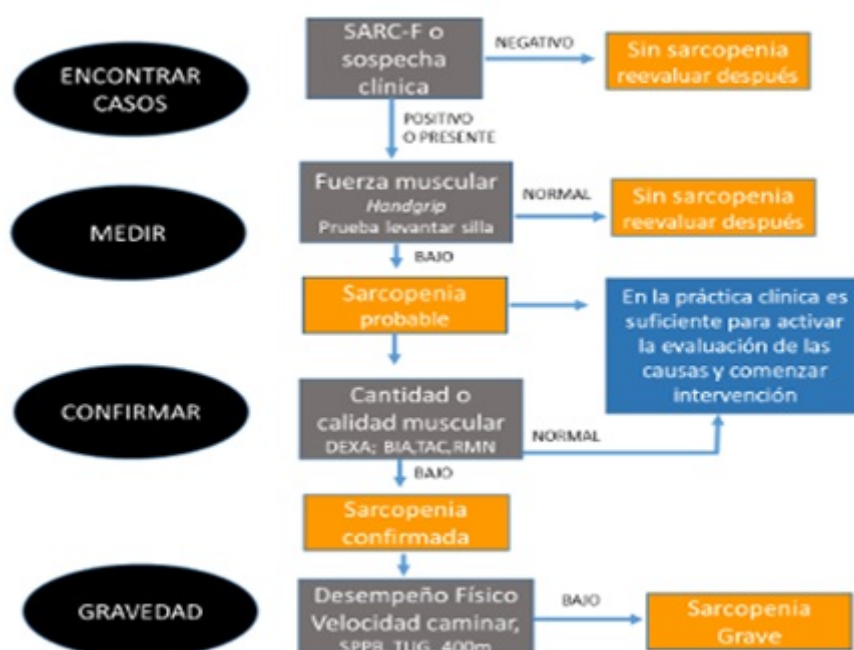 SARC-F o
sospecha
clínica
NEGATIVO
Sin sarcopenia
reevaluar después
ENCONTRAR
CASOS
POSITIVO
O PRESENTE
Fuerza muscular
Handgrip
Prueba levantar silla
NORMAL
Sin sarcopenia
reevaluar después
MEDIR
BAJO
Sarcopenia
probable
En la práctica clínica es
suficiente para activar
la evaluación de las
causas y comenzar
intervención
CONFIRMAR
Cantidad o
calidad muscular
DEXA; BIA,TAC,RMN
NORMAL
BAJO
Sarcopenia
confirmada
GRAVEDAD
Desempeño Físico
Velocidad caminar,
SPPB, TUG, 400m
BAJO
Sarcopenia
Grave